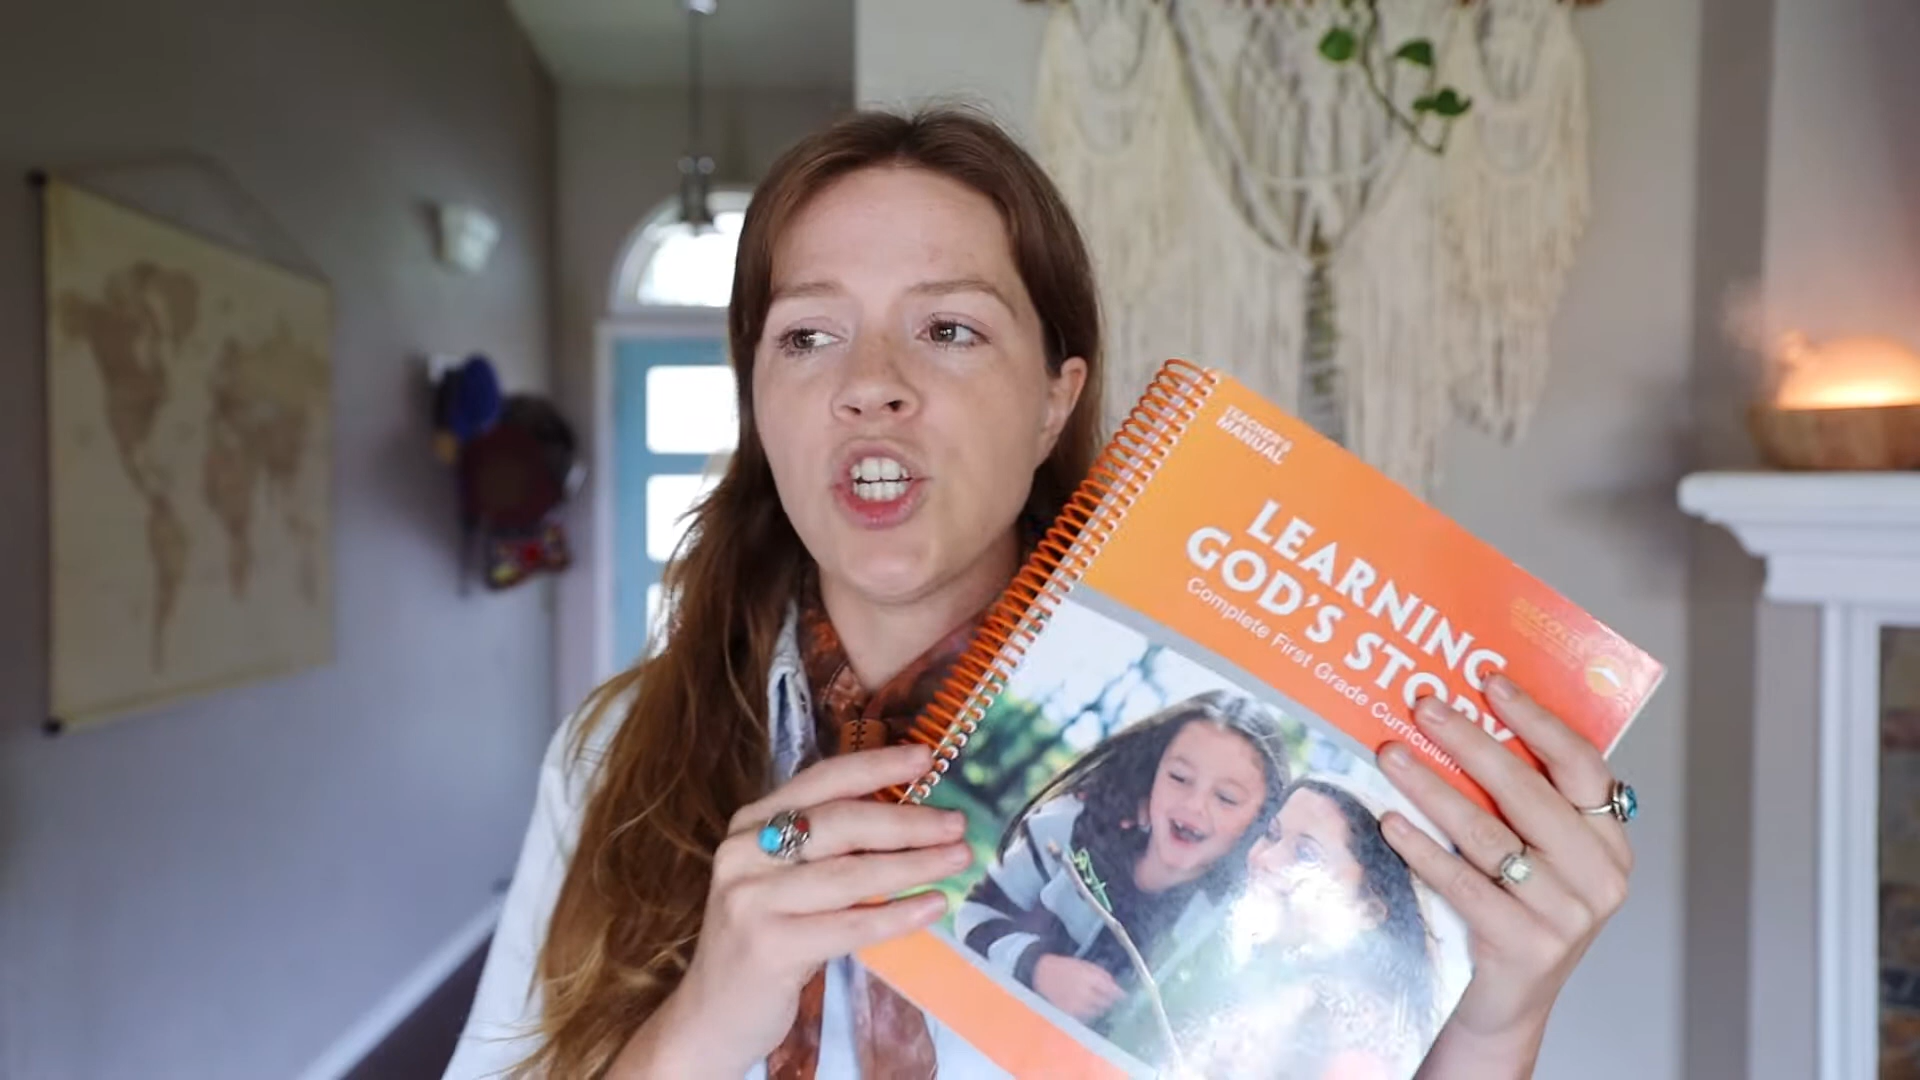 TEACHER'S
MANUAL
LEARNING
GOD'S STORY
Complete First Grade Curriculum